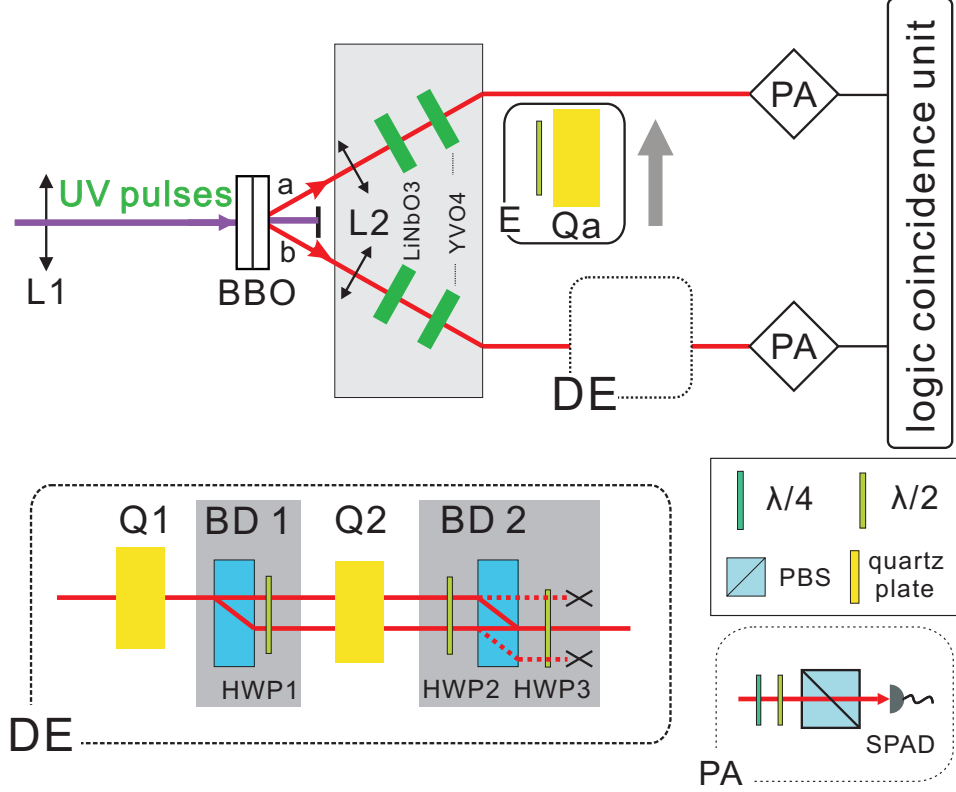 UV pulses
L1
BBO
a
b
L2
LiNbO3
YVO4
E
Qa
PA
DE
PA
logic coincidence unit
λ/4
λ/2
PBS
quartz
plate
Q1
BD 1
Q2
BD 2
HWP1
HWP2
HWP3
DE
SPAD
PA